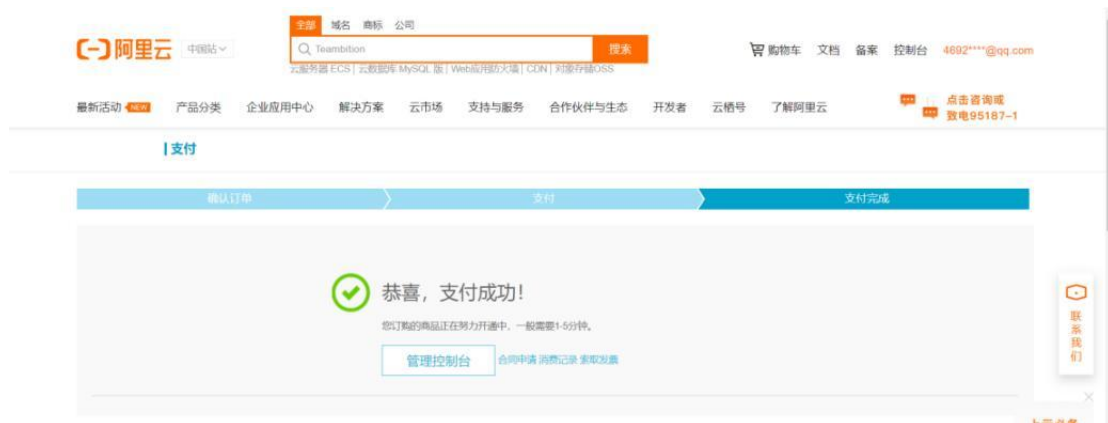 全部 域名 商标 公司
阿里云 中国站
Teambition 搜索
购物车 文档 备案 控制台 4692****@qq.com
云服务器 ECS | 云数据库 MySQL 版 | Web应用防火墙 | CDN | 对象存储OSS
最新活动 NEW 产品分类 企业应用中心 解决方案 云市场 支持与服务 合作伙伴与生态 开发者 云栖号 了解阿里云
点击咨询或
致电95187-1
支付
确认订单 支付 支付完成
恭喜，支付成功！
您订购的商品正在努力开通中，一般需要1-5分钟。
管理控制台 合同申请 消费记录 索取发票
联系我们